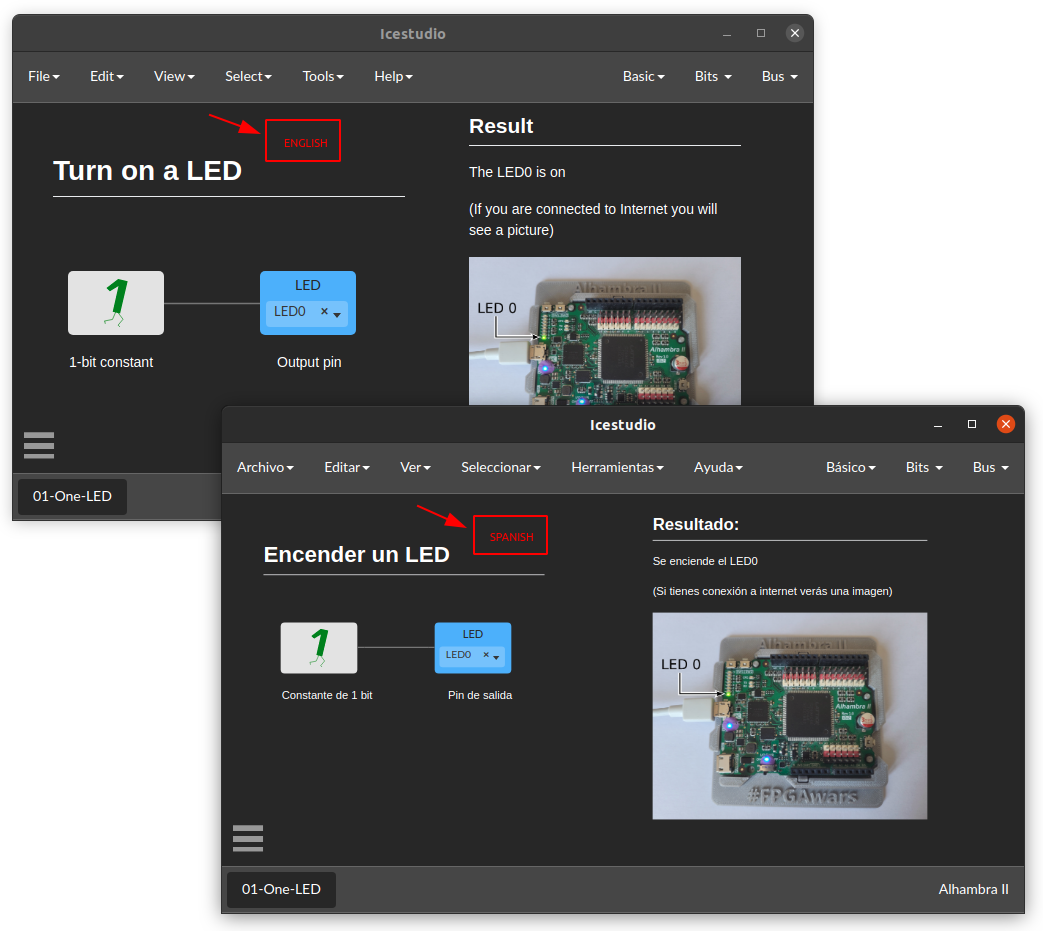 Icestudio
File Edit View Select Tools Help Basic Bits Bus
ENGLISH
Turn on a LED
1
LED
LED0
1-bit constant
Output pin
Result
The LED0 is on
(If you are connected to Internet you will
see a picture)
Alhambra II
LED 0
Alhambra II
01-One-LED
Icestudio
Archivo Editar Ver Seleccionar Herramientas Ayuda Básico Bits Bus
SPANISH
Encender un LED
1
LED
LED0
Constante de 1 bit
Pin de salida
Resultado:
Se enciende el LED0
(Si tienes conexión a internet verás una imagen)
Alhambra II
LED 0
Alhambra II
#FPGAwars
01-One-LED
Alhambra II